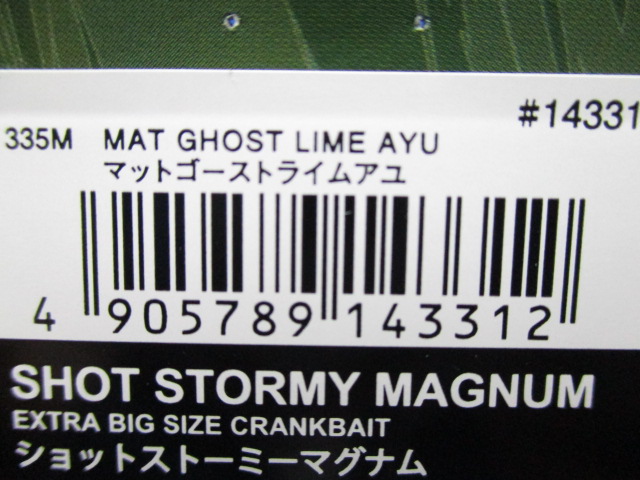 #14331
335M MAT GHOST LIME AYU
マットゴーストライムアユ
4 905789 143312
SHOT STORMY MAGNUM
EXTRA BIG SIZE CRANKBAIT
ショットストーミーマグナム